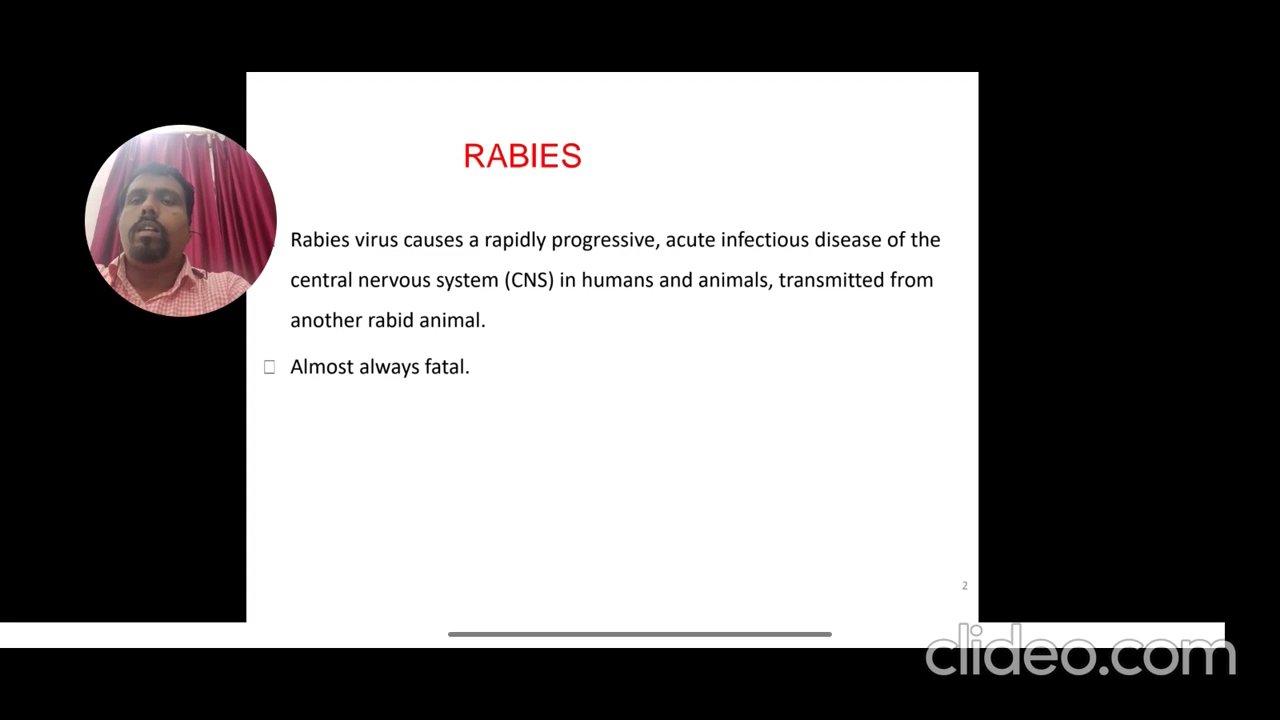 RABIES
Rabies virus causes a rapidly progressive, acute infectious disease of the
central nervous system (CNS) in humans and animals, transmitted from
another rabid animal.
Almost always fatal.
2
clideo.com